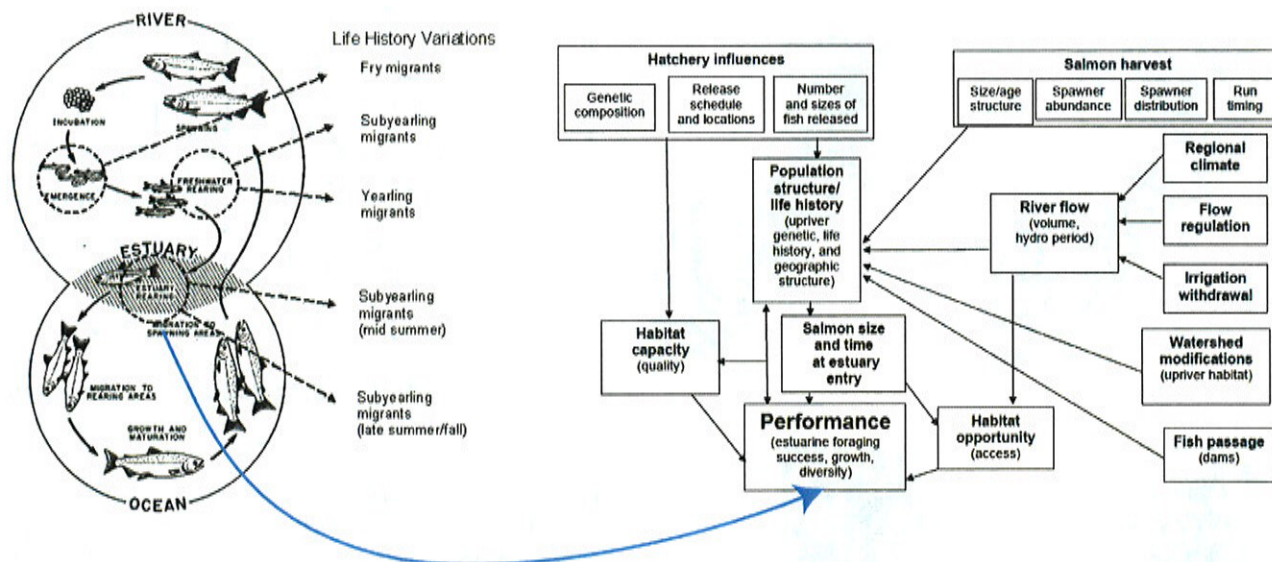 RIVER
INCUBATION
SPAWNING
EMERGENCE
FRESHWATER
REARING
ESTUARY
ESTUARY
REARING
MIGRATION TO
SPAWNING AREAS
MIGRATION TO
REARING AREAS
GROWTH AND
MATURATION
OCEAN
Life History Variations
Fry migrants
Subyearling
migrants
Yearling
migrants
Subyearling
migrants
(mid summer)
Subyearling
migrants
(late summer/fall)
Hatchery influences
Genetic
composition
Release
schedule
and locations
Number
and sizes of
fish released
Salmon harvest
Size/age
structure
Spawner
abundance
Spawner
distribution
Run
timing
Population
structure/
life history
(upriver
genetic, life
history, and
geographic
structure)
River flow
(volume,
hydro period)
Regional
climate
Flow
regulation
Irrigation
withdrawal
Habitat
capacity
(quality)
Salmon size
and time
at estuary
entry
Watershed
modifications
(upriver habitat)
Performance
(estuarine foraging
success, growth,
diversity)
Habitat
opportunity
(access)
Fish passage
(dams)